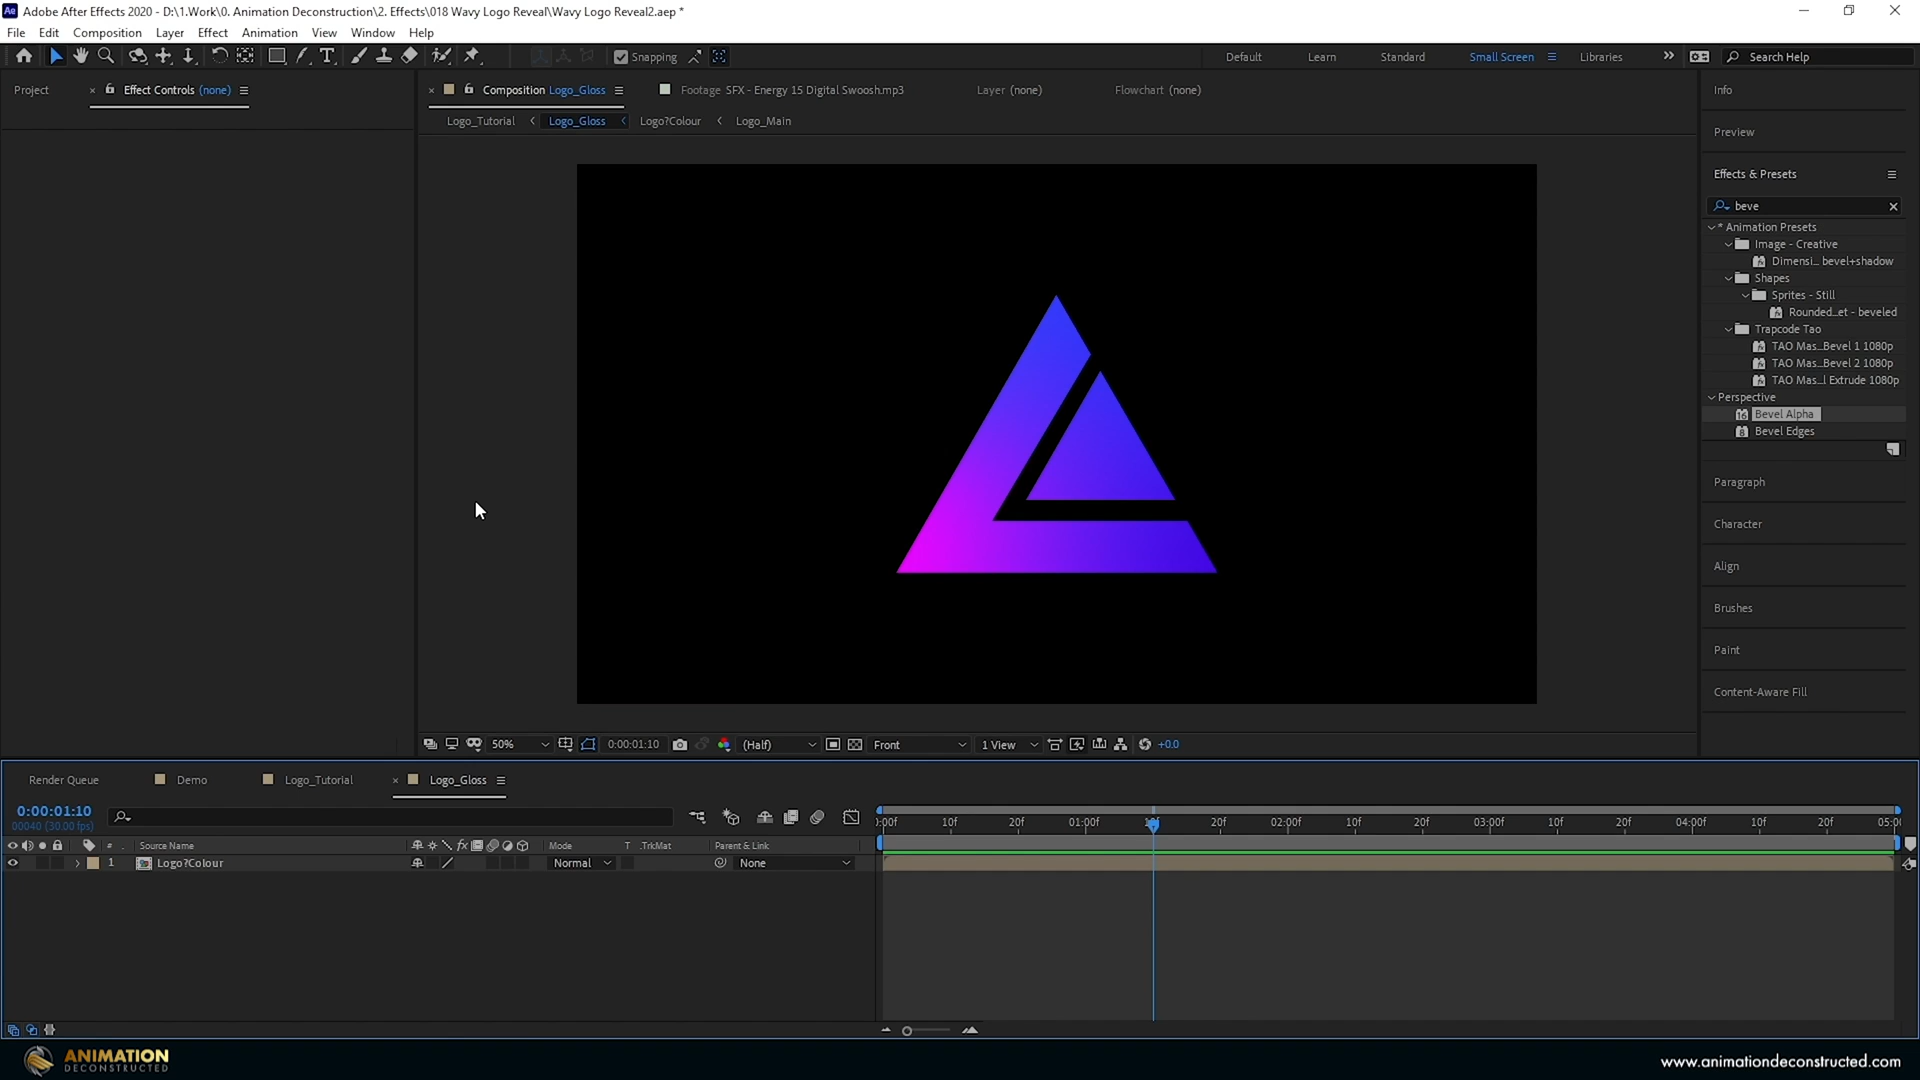 Adobe After Effects 2020 - D:\1.Work\0. Animation Deconstruction\2. Effects\018 Wavy Logo Reveal\Wavy Logo Reveal2.aep *
File Edit Composition Layer Effect Animation View Window Help
Snapping
Default Learn Standard Small Screen Libraries Search Help
Project Effect Controls (none)
Composition Logo_Gloss Footage SFX - Energy 15 Digital Swoosh.mp3 Layer (none) Flowchart (none)
Logo_Tutorial Logo_Gloss Logo?Colour Logo_Main
Info
Preview
Effects & Presets
beve
* Animation Presets
Image - Creative
Dimensi... bevel+shadow
Shapes
Sprites - Still
Rounded...et - beveled
Trapcode Tao
TAO Mas...Bevel 1 1080p
TAO Mas...Bevel 2 1080p
TAO Mas...l Extrude 1080p
Perspective
Bevel Alpha
Bevel Edges
Paragraph
Character
Align
Brushes
Paint
Content-Aware Fill
50% 0:00:01:10 (Half) Front 1 View +0.0
Render Queue Demo Logo_Tutorial Logo_Gloss
0:00:01:10
00040 (30.00 fps)
):00f 10f 20f 01:00f 10f 20f 02:00f 10f 20f 03:00f 10f 20f 04:00f 10f 20f 05:0(
# Source Name Mode T .TrkMat Parent & Link
1 Logo?Colour Normal None
ANIMATION
DECONSTRUCTED
www.animationdeconstructed.com